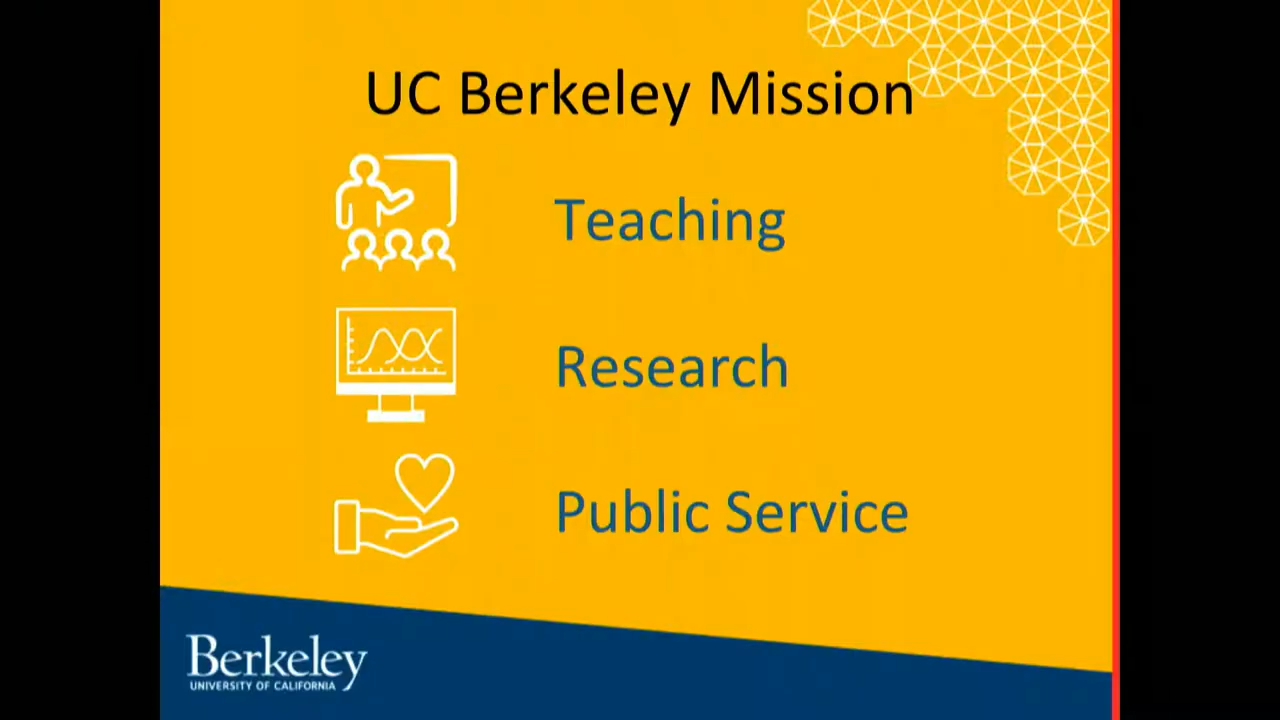 UC Berkeley Mission
Teaching
Research
Public Service
Berkeley
UNIVERSITY OF CALIFORNIA